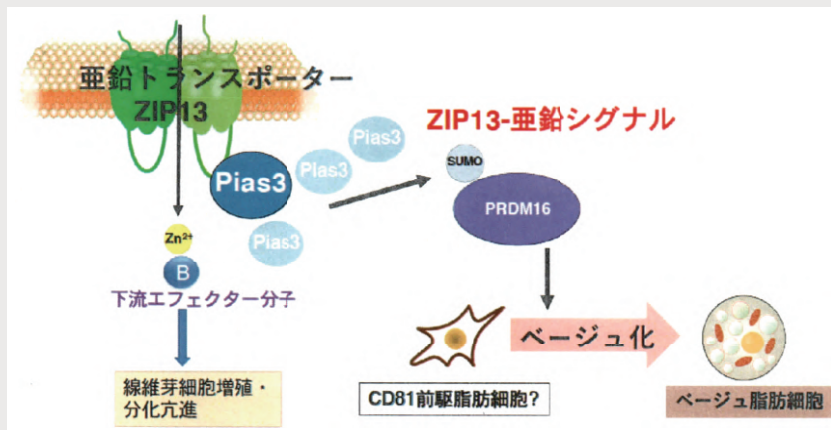 亜鉛トランスポーター
ZIP13
ZIP13-亜鉛シグナル
Pias3
Pias3
Pias3
Pias3
SUMO
PRDM16
Zn²⁺
B
下流エフェクター分子
ベージュ化
線維芽細胞増殖・
分化亢進
CD81前駆脂肪細胞?
ベージュ脂肪細胞